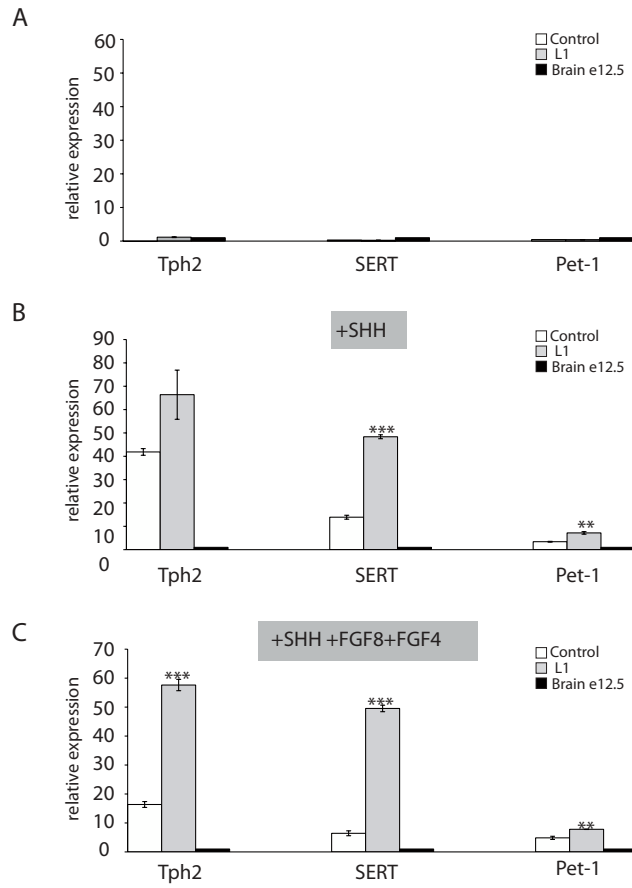 A
60
50
40
30
20
10
0
relative expression
Control
L1
Brain e12.5
Tph2 SERT Pet-1
B
+SHH
90
80
70
60
50
40
30
20
10
0
relative expression
Control
L1
Brain e12.5
***
**
Tph2 SERT Pet-1
C
+SHH +FGF8+FGF4
70
60
50
40
30
20
10
0
relative expression
Control
L1
Brain e12.5
***
***
**
Tph2 SERT Pet-1